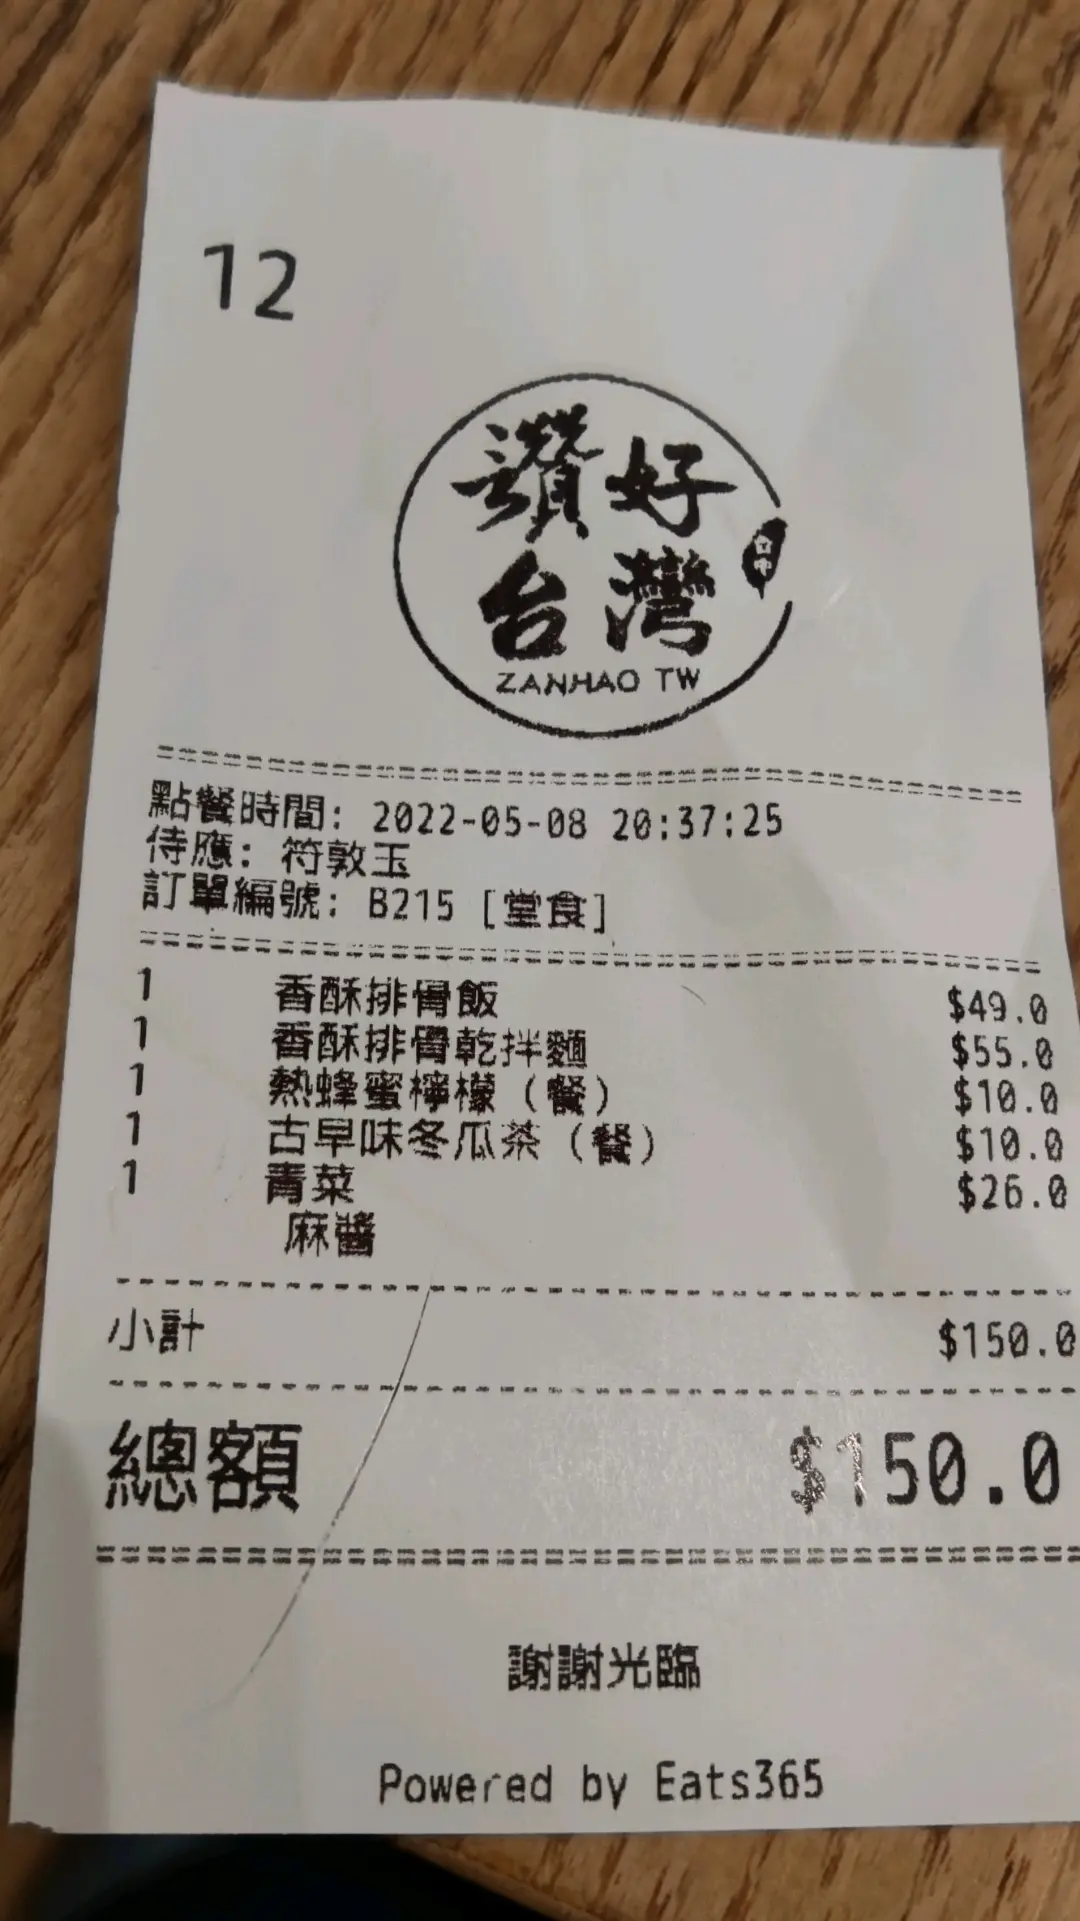 12
讚好
台灣
ZANHAO TW
點餐時間: 2022-05-08 20:37:25
侍應: 符敦玉
訂單編號: B215 [堂食]
1 香酥排骨飯 $49.0
1 香酥排骨乾拌麵 $55.0
1 熱蜂蜜檸檬 (餐) $10.0
1 古早味冬瓜茶 (餐) $10.0
1 青菜 $26.0
麻醬
小計 $150.0
總額 $150.0
謝謝光臨
Powered by Eats365